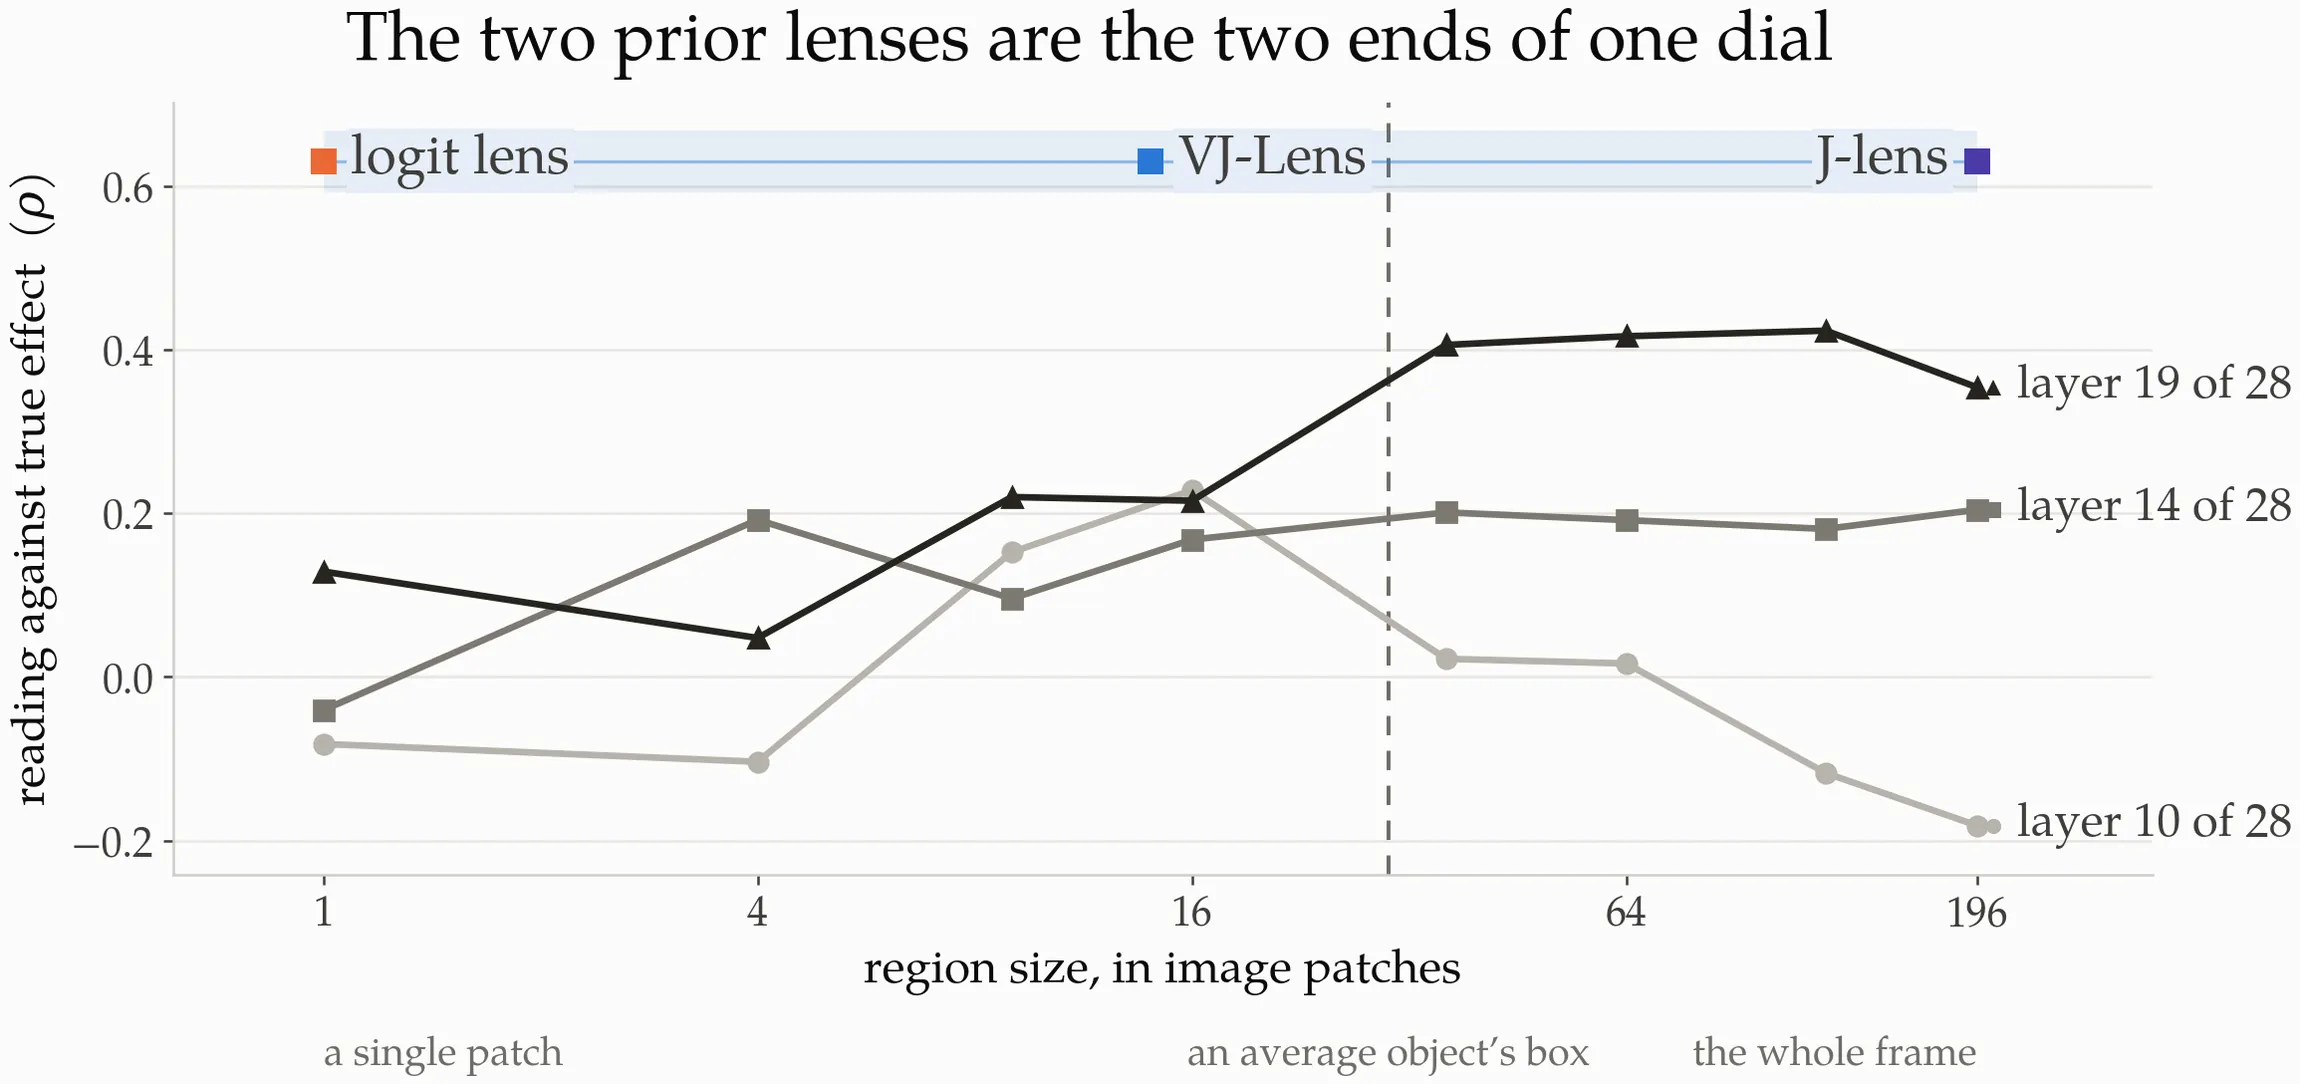 The two prior lenses are the two ends of one dial
logit lens
VJ-Lens
J-lens
reading against true effect (ρ)
0.6
0.4
0.2
0.0
−0.2
layer 19 of 28
layer 14 of 28
layer 10 of 28
1 4 16 64 196
region size, in image patches
a single patch
an average object's box
the whole frame